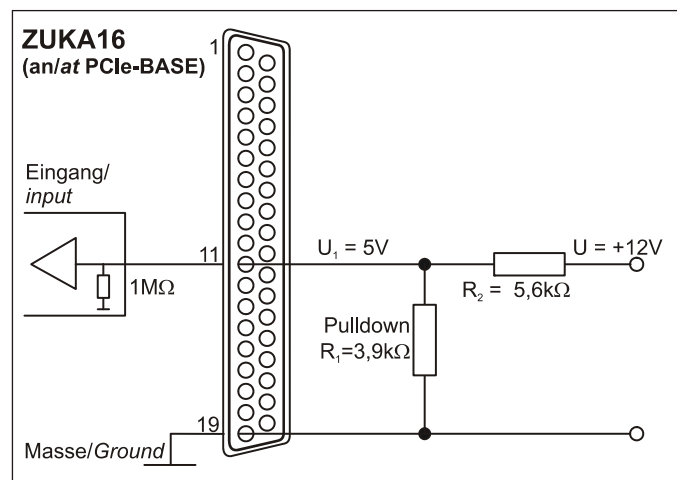 ZUKA16
(an/at PCIe-BASE)
1
Eingang/
input
11
U₁ = 5V
U = +12V
1MΩ
R₂ = 5,6kΩ
Pulldown
R₁=3,9kΩ
19
Masse/Ground